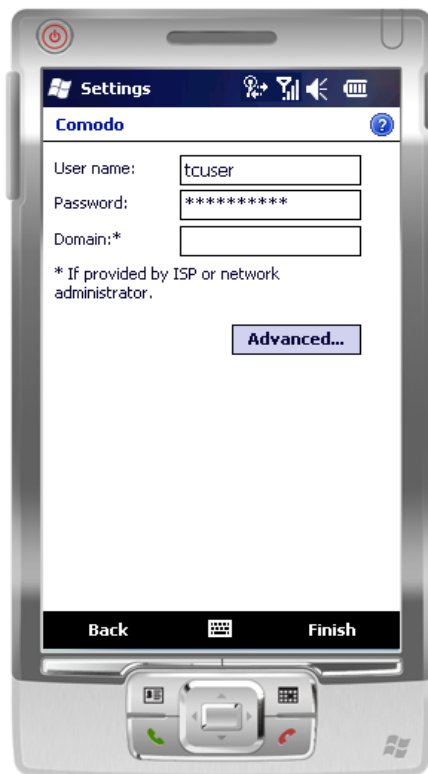 Settings
Comodo
User name: tcuser
Password: **********
Domain:*
* If provided by ISP or network
administrator.
Advanced...
Back Finish